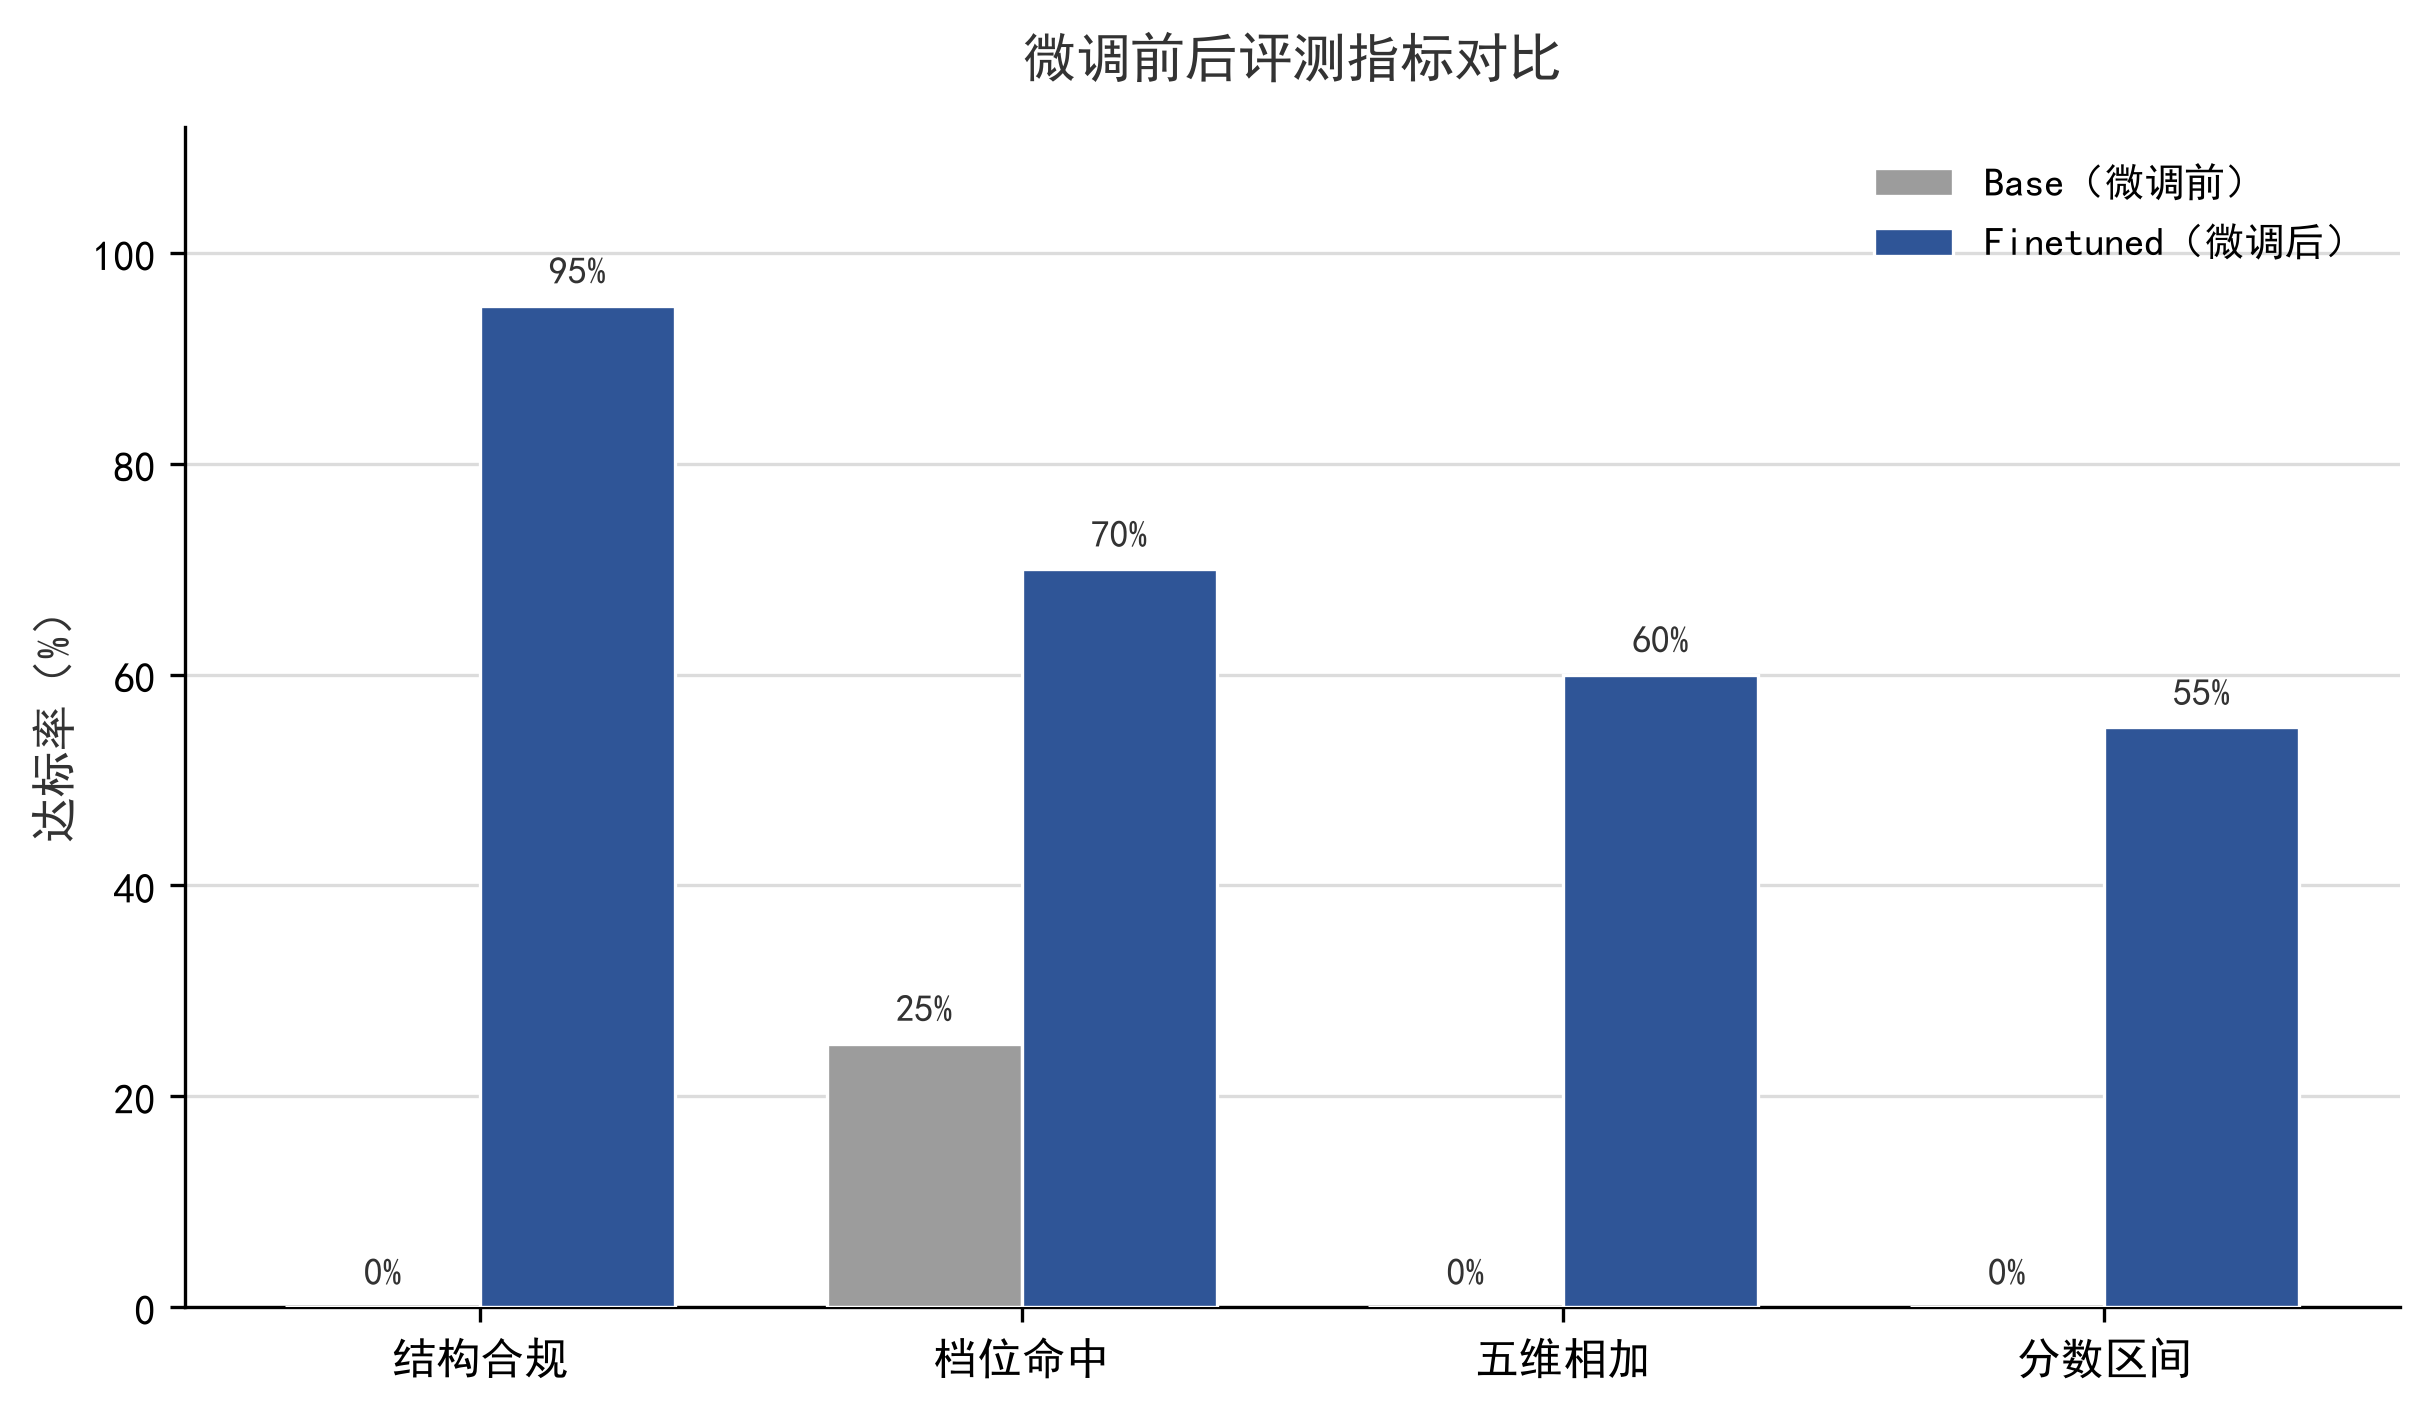 微调前后评测指标对比
Base（微调前）
Finetuned（微调后）
达标率（%）
100
80
60
40
20
0
0%
95%
25%
70%
0%
60%
0%
55%
结构合规
档位命中
五维相加
分数区间